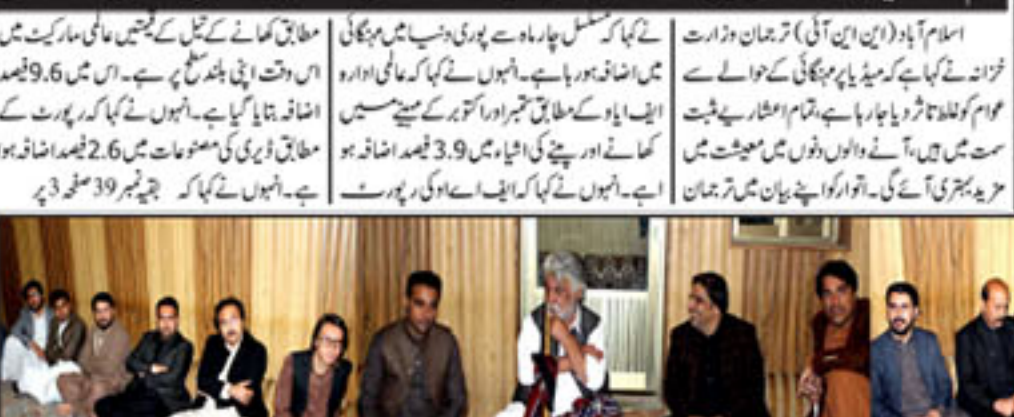 اسلام آباد (این این آئی) ترجمان وزارت
خزانہ نے کہا ہے کہ میڈیا پر مہنگائی کے حوالے سے
عوام کو غلط تاثر دیا جا رہا ہے، تمام اعشاریے مثبت
سمت میں ہیں، آنے والوں دنوں میں معیشت میں
مزید بہتری آئے گی۔ اتوار کو اپنے بیان میں ترجمان
نے کہا کہ مسلسل چار ماہ سے پوری دنیا میں مہنگائی
میں اضافہ ہو رہا ہے۔ انہوں نے کہا کہ عالمی ادارہ
ایف ایاو کے مطابق ستمبر اور اکتوبر کے مہینے میں
کھانے اور پینے کی اشیاء میں 3.9 فیصد اضافہ ہو
اہے۔ انہوں نے کہا کہ ایف اے او کی رپورٹ
مطابق کھانے کے تیل کے قیمتیں عالمی مارکیٹ میں
اس وقت اپنی بلند سطح پر ہے۔ اس میں 9.6 فیصد
اضافہ بتایا گیا ہے۔ انہوں نے کہا کہ رپورٹ کے
مطابق ڈیری کی مصنوعات میں 2.6 فیصد اضافہ ہوا
ہے۔ انہوں نے کہا کہ بقیہ نمبر 39 صفحہ 3 پر